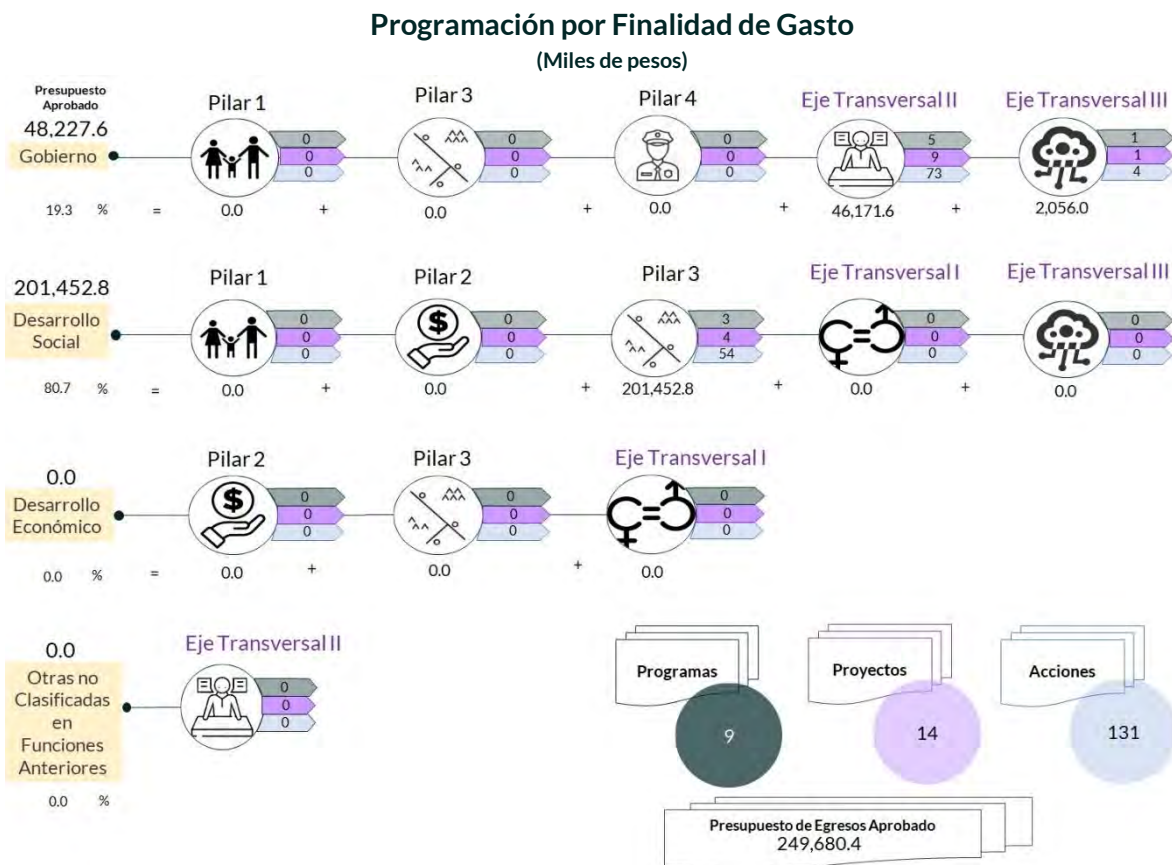 Programación por Finalidad de Gasto
(Miles de pesos)
Presupuesto
Aprobado
48,227.6
Gobierno
19.3 %
=
Pilar 1
0
0
0
0.0
+
Pilar 3
0
0
0
0.0
+
Pilar 4
0
0
0
0.0
+
Eje Transversal II
5
9
73
46,171.6
+
Eje Transversal III
1
1
4
2,056.0
201,452.8
Desarrollo
Social
80.7 %
=
Pilar 1
0
0
0
0.0
+
Pilar 2
$
0
0
0
0.0
+
Pilar 3
3
4
54
201,452.8
+
Eje Transversal I
0
0
0
0.0
+
Eje Transversal III
0
0
0
0.0
0.0
Desarrollo
Económico
0.0 %
=
Pilar 2
$
0
0
0
0.0
+
Pilar 3
0
0
0
0.0
+
Eje Transversal I
0
0
0
0.0
0.0
Otras no
Clasificadas
en
Funciones
Anteriores
0.0 %
Eje Transversal II
0
0
0
Programas
9
Proyectos
14
Acciones
131
Presupuesto de Egresos Aprobado
249,680.4